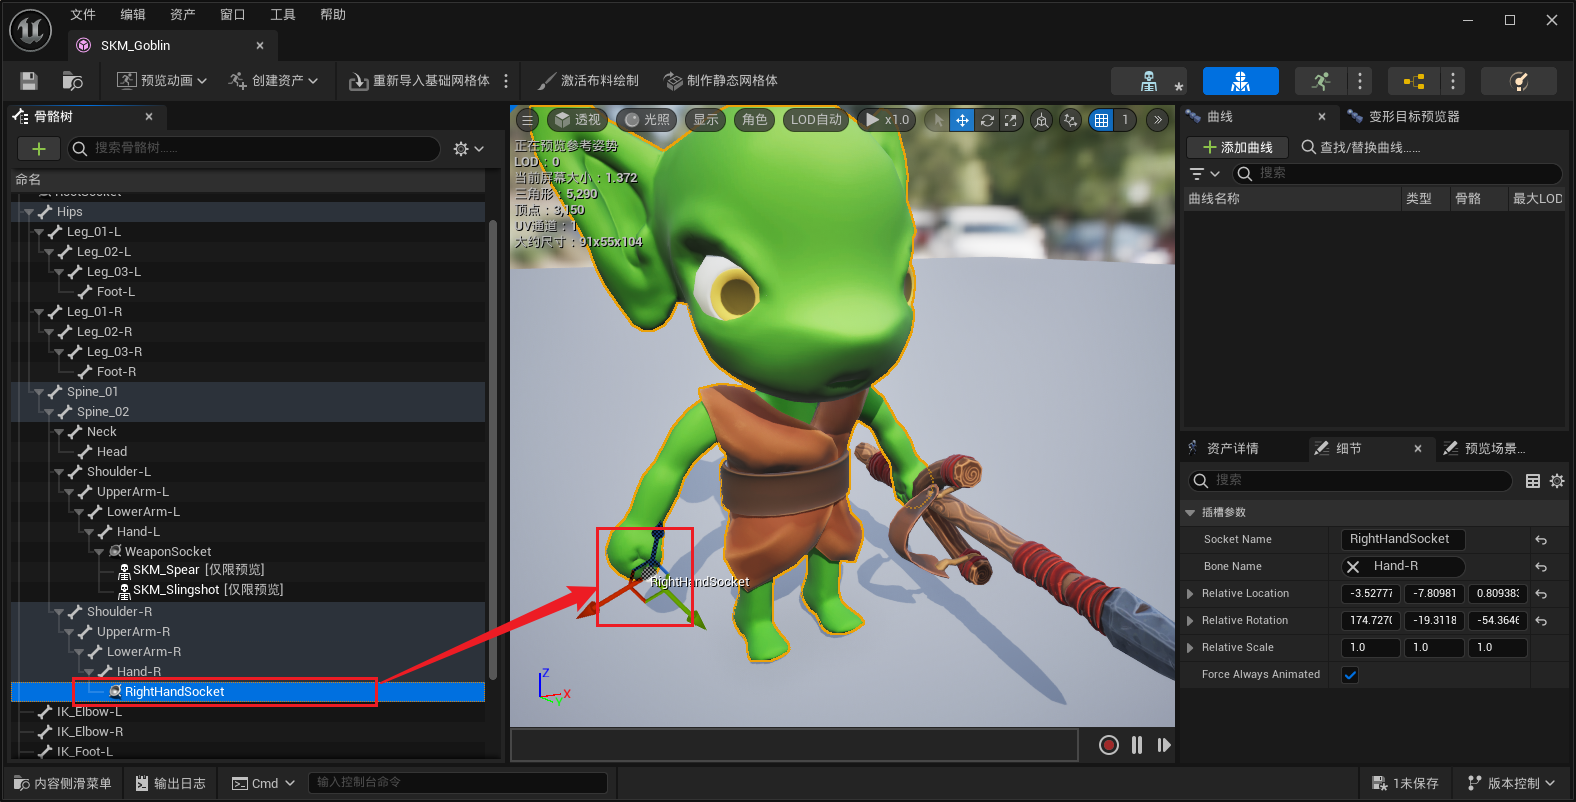 文件 编辑 资产 窗口 工具 帮助
SKM_Goblin
预览动画 创建资产 重新导入基础网格体 激活布料绘制 制作静态网格体
骨骼树
搜索骨骼树……
命名
RootSocket
Hips
Leg_01-L
Leg_02-L
Leg_03-L
Foot-L
Leg_01-R
Leg_02-R
Leg_03-R
Foot-R
Spine_01
Spine_02
Neck
Head
Shoulder-L
UpperArm-L
LowerArm-L
Hand-L
WeaponSocket
SKM_Spear [仅限预览]
SKM_Slingshot [仅限预览]
Shoulder-R
UpperArm-R
LowerArm-R
Hand-R
RightHandSocket
IK_Elbow-L
IK_Elbow-R
IK_Foot-L
透视 光照 显示 角色 LOD自动 x1.0 1
正在预览参考姿势
LOD：0
当前屏幕大小：1.372
三角形：5,290
顶点：3,150
UV通道：1
大约尺寸：91x55x104
RightHandSocket
Z
X
Y
曲线 变形目标预览器
添加曲线 查找/替换曲线……
搜索
曲线名称 类型 骨骼 最大LOD
资产详情 细节 预览场景...
搜索
插槽参数
Socket Name RightHandSocket
Bone Name Hand-R
Relative Location -3.52777 -7.80981 0.809383
Relative Rotation 174.7270 -19.3118 -54.3646
Relative Scale 1.0 1.0 1.0
Force Always Animated
内容侧滑菜单 输出日志 Cmd 输入控制台命令 1未保存 版本控制